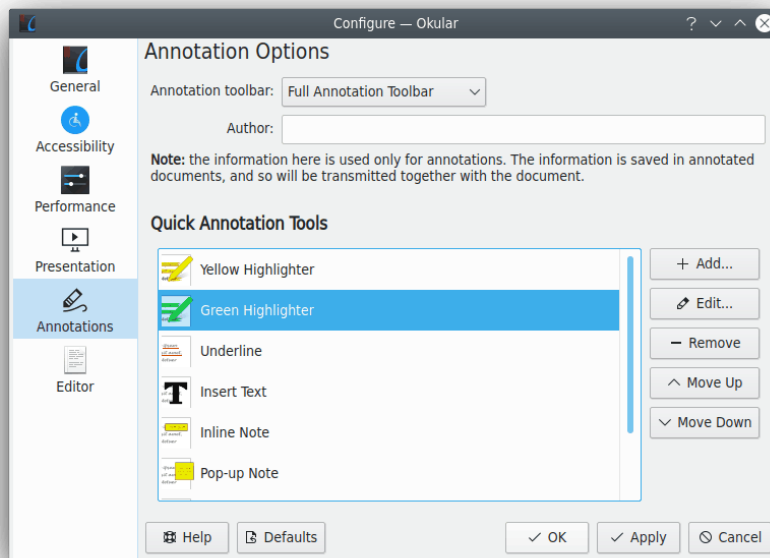 Configure — Okular
Annotation Options
General
Annotation toolbar: Full Annotation Toolbar
Accessibility
Author:
Note: the information here is used only for annotations. The information is saved in annotated
documents, and so will be transmitted together with the document.
Performance
Presentation
Annotations
Editor
Quick Annotation Tools
Yellow Highlighter
Green Highlighter
Underline
Insert Text
Inline Note
Pop-up Note
Add...
Edit...
Remove
Move Up
Move Down
Help
Defaults
OK
Apply
Cancel